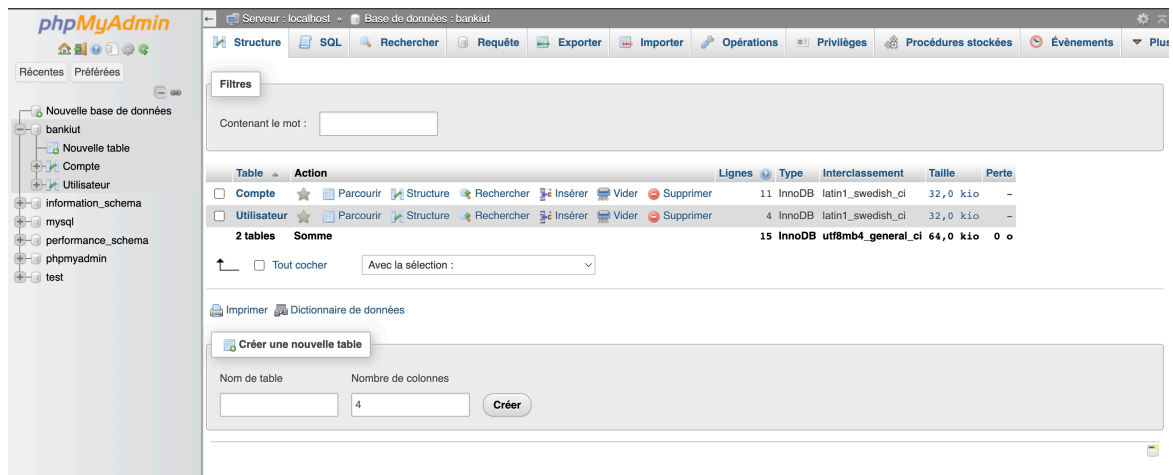 phpMyAdmin
Récentes Préférées
Nouvelle base de données
bankiut
Nouvelle table
Compte
Utilisateur
information_schema
mysql
performance_schema
phpmyadmin
test
Serveur : localhost » Base de données : bankiut
Structure SQL Rechercher Requête Exporter Importer Opérations Privilèges Procédures stockées Évènements Plus
Filtres
Contenant le mot :
Table Action Lignes Type Interclassement Taille Perte
Compte Parcourir Structure Rechercher Insérer Vider Supprimer 11 InnoDB latin1_swedish_ci 32,0 kio –
Utilisateur Parcourir Structure Rechercher Insérer Vider Supprimer 4 InnoDB latin1_swedish_ci 32,0 kio –
2 tables Somme 15 InnoDB utf8mb4_general_ci 64,0 kio 0 o
Tout cocher Avec la sélection :
Imprimer Dictionnaire de données
Créer une nouvelle table
Nom de table Nombre de colonnes
4 Créer